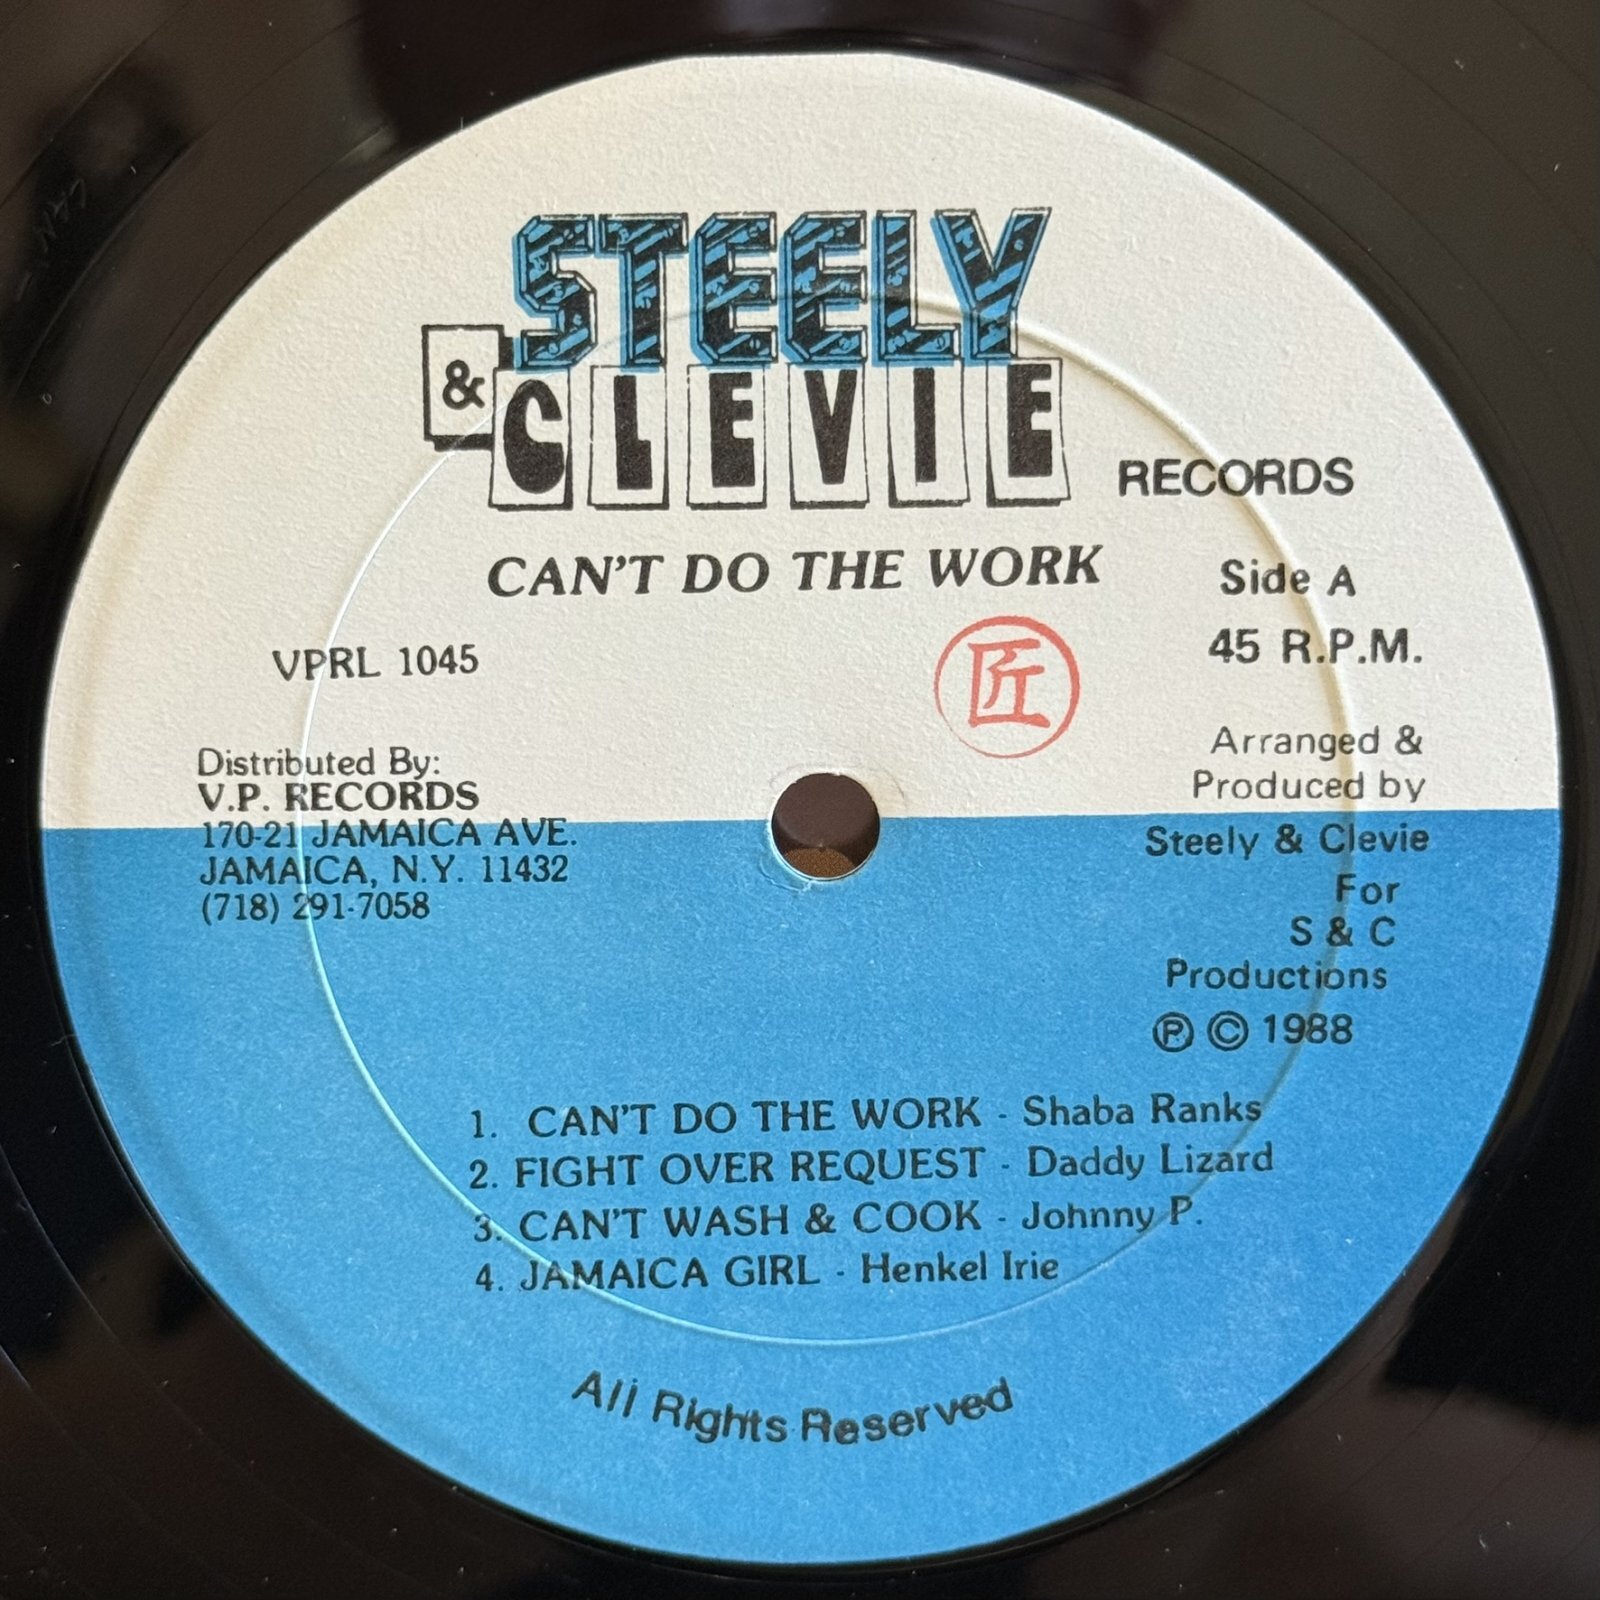 STEELY
& CLEVIE
RECORDS
CAN'T DO THE WORK
Side A
45 R.P.M.
VPRL 1045
匠
Distributed By:
V.P. RECORDS
170-21 JAMAICA AVE.
JAMAICA, N.Y. 11432
(718) 291-7058
Arranged &
Produced by
Steely & Clevie
For
S & C
Productions
Ⓟ © 1988
1. CAN'T DO THE WORK - Shaba Ranks
2. FIGHT OVER REQUEST - Daddy Lizard
3. CAN'T WASH & COOK - Johnny P.
4. JAMAICA GIRL - Henkel Irie
All Rights Reserved